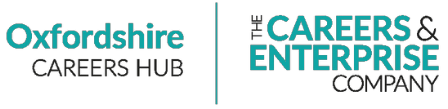 Oxfordshire
CAREERS HUB
THE CAREERS &
ENTERPRISE
COMPANY